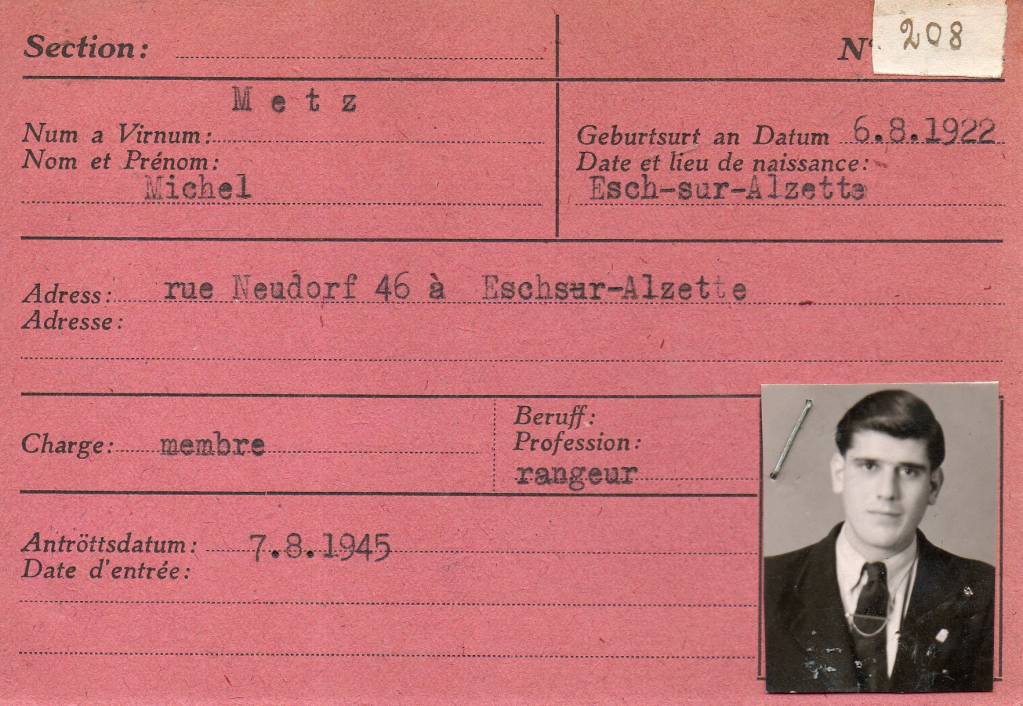 Section:
N° 208
Metz
Num a Virnum:
Nom et Prénom:
Michel
Geburtsurt an Datum 6.8.1922
Date et lieu de naissance:
Esch-sur-Alzette
Adress: rue Neudorf 46 à Eschsur-Alzette
Adresse:
Charge: membre
Beruff:
Profession:
rangeur
Antröttsdatum: 7.8.1945
Date d'entrée: